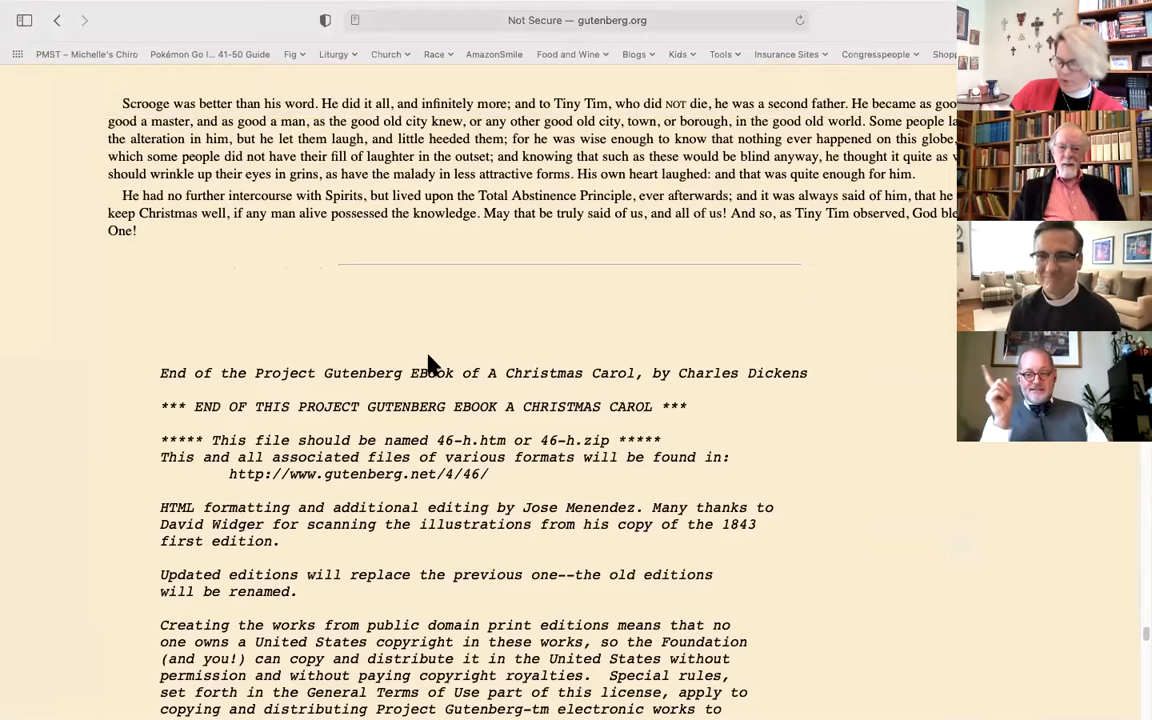 Not Secure — gutenberg.org
PMST – Michelle's Chiro Pokémon Go I... 41-50 Guide Fig Liturgy Church Race AmazonSmile Food and Wine Blogs Kids Tools Insurance Sites Congresspeople Shopp
Scrooge was better than his word. He did it all, and infinitely more; and to Tiny Tim, who did NOT die, he was a second father. He became as goo
good a master, and as good a man, as the good old city knew, or any other good old city, town, or borough, in the good old world. Some people la
the alteration in him, but he let them laugh, and little heeded them; for he was wise enough to know that nothing ever happened on this globe,
which some people did not have their fill of laughter in the outset; and knowing that such as these would be blind anyway, he thought it quite as
should wrinkle up their eyes in grins, as have the malady in less attractive forms. His own heart laughed: and that was quite enough for him.
He had no further intercourse with Spirits, but lived upon the Total Abstinence Principle, ever afterwards; and it was always said of him, that he
keep Christmas well, if any man alive possessed the knowledge. May that be truly said of us, and all of us! And so, as Tiny Tim observed, God ble
One!
End of the Project Gutenberg EBook of A Christmas Carol, by Charles Dickens
*** END OF THIS PROJECT GUTENBERG EBOOK A CHRISTMAS CAROL ***
***** This file should be named 46-h.htm or 46-h.zip *****
This and all associated files of various formats will be found in:
http://www.gutenberg.net/4/46/
HTML formatting and additional editing by Jose Menendez. Many thanks to
David Widger for scanning the illustrations from his copy of the 1843
first edition.
Updated editions will replace the previous one--the old editions
will be renamed.
Creating the works from public domain print editions means that no
one owns a United States copyright in these works, so the Foundation
(and you!) can copy and distribute it in the United States without
permission and without paying copyright royalties. Special rules,
set forth in the General Terms of Use part of this license, apply to
copying and distributing Project Gutenberg-tm electronic works to